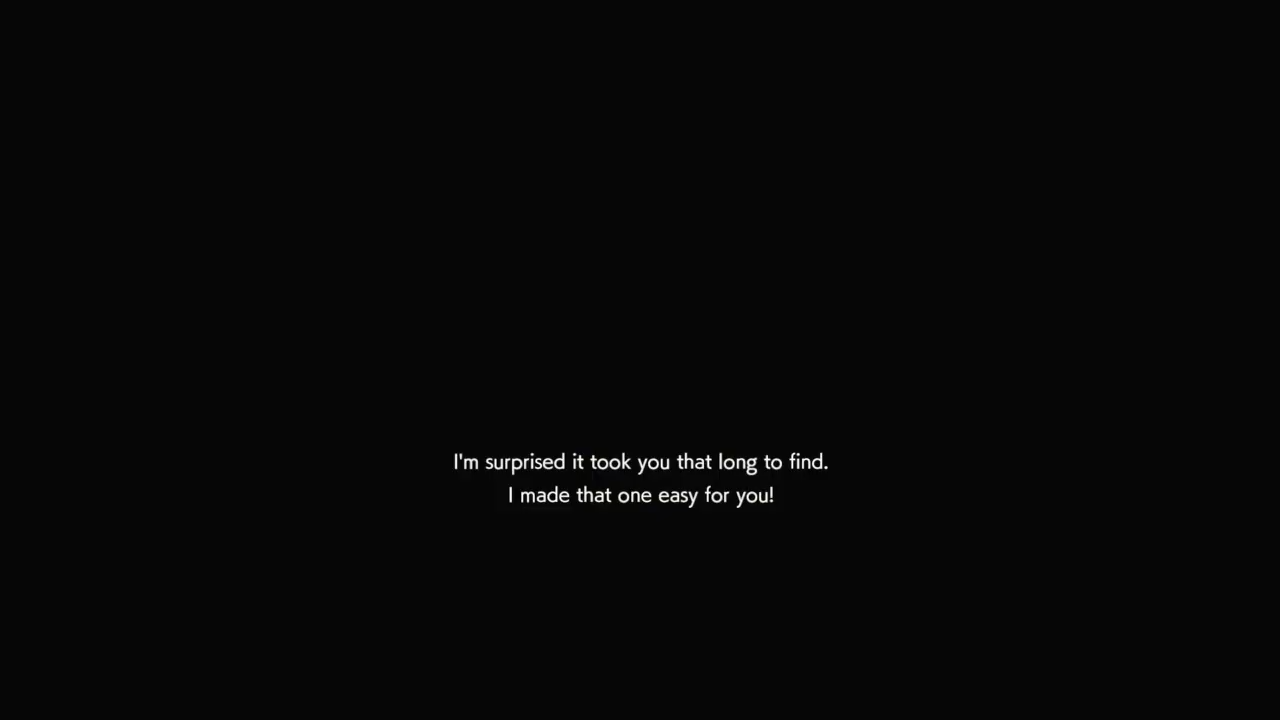 I'm surprised it took you that long to find.
I made that one easy for you!